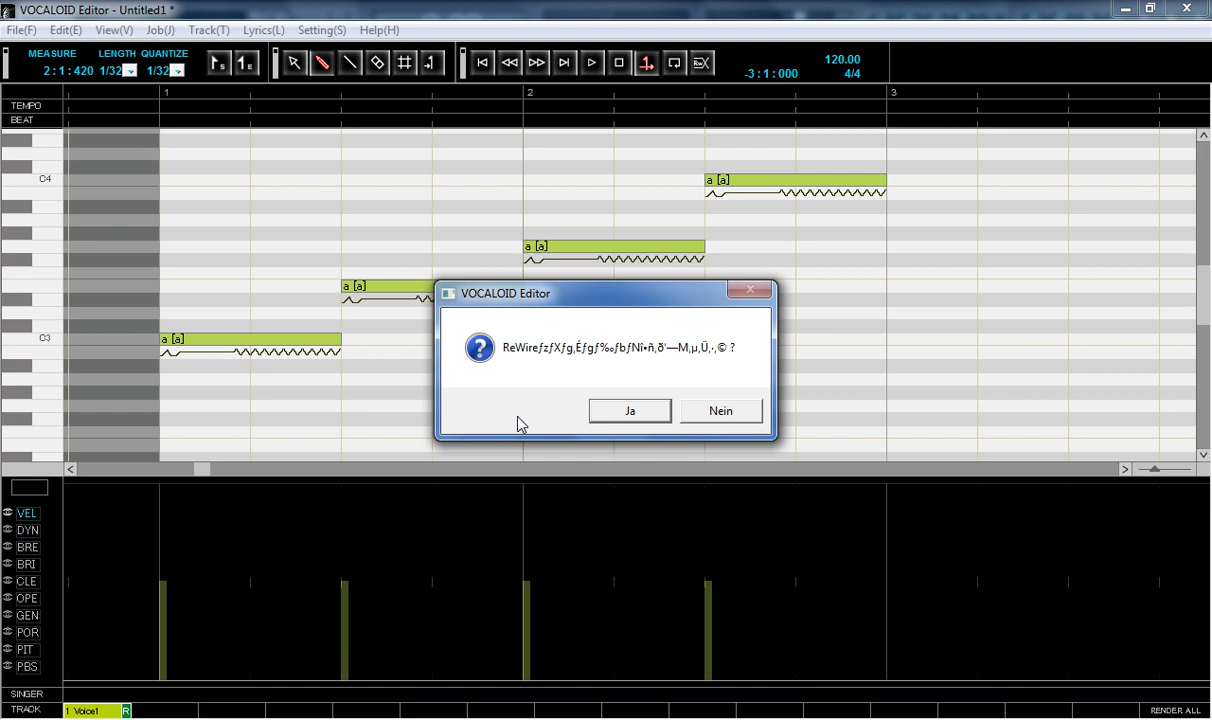 VOCALOID Editor - Untitled1 *
File(F) Edit(E) View(V) Job(J) Track(T) Lyrics(L) Setting(S) Help(H)
MEASURE LENGTH QUANTIZE
2:1:420 1/32 1/32
-3:1:000
120.00
4/4
1 2 3
TEMPO
BEAT
C4
a [a]
a [a]
a [a]
C3
a [a]
VOCALOID Editor
ReWireƒzƒXƒg‚Éƒgƒ‰ƒbƒNî•ñ‚ð‘—M‚µ‚Ü‚·‚© ?
Ja Nein
VEL
DYN
BRE
BRI
CLE
OPE
GEN
POR
PIT
PBS
SINGER
TRACK 1 Voice1 R RENDER ALL